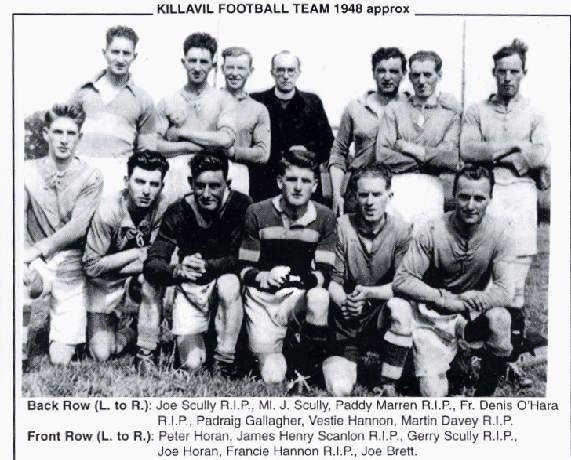 KILLAVIL FOOTBALL TEAM 1948 approx
Back Row (L. to R.): Joe Scully R.I.P., Ml. J. Scully, Paddy Marren R.I.P., Fr. Denis O'Hara
R.I.P., Padraig Gallagher, Vestie Hannon, Martin Davey R.I.P.
Front Row (L. to R.): Peter Horan, James Henry Scanlon R.I.P., Gerry Scully R.I.P.,
Joe Horan, Francie Hannon R.I.P., Joe Brett.